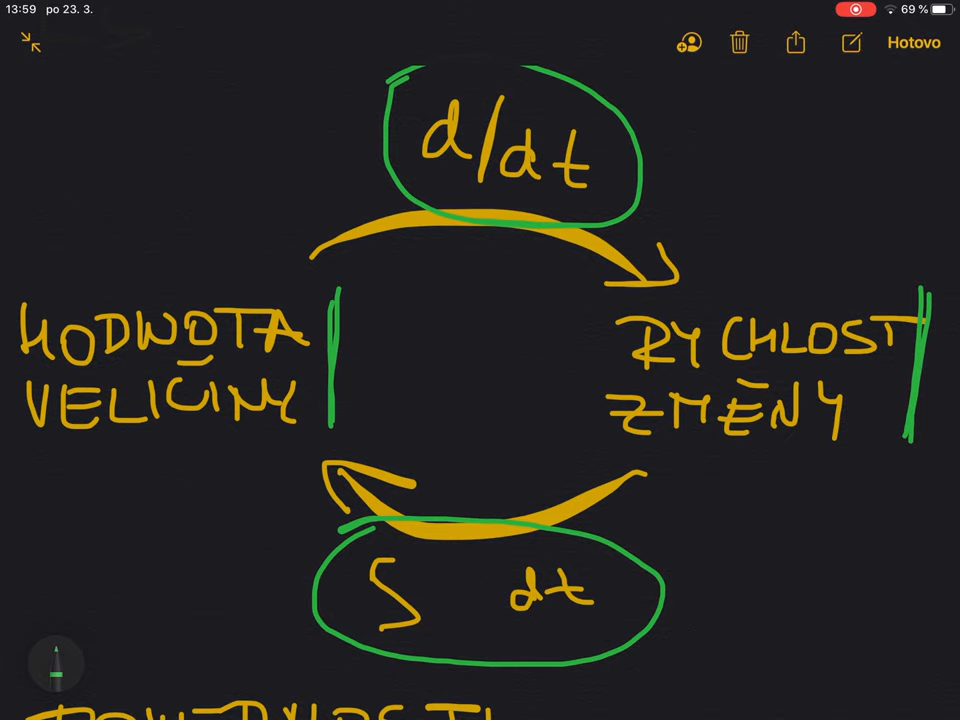 13:59 po 23. 3.
69 %
Hotovo
d/dt
HODNOTA
VELIČINY
RYCHLOST
ZMĚNY
∫ dt